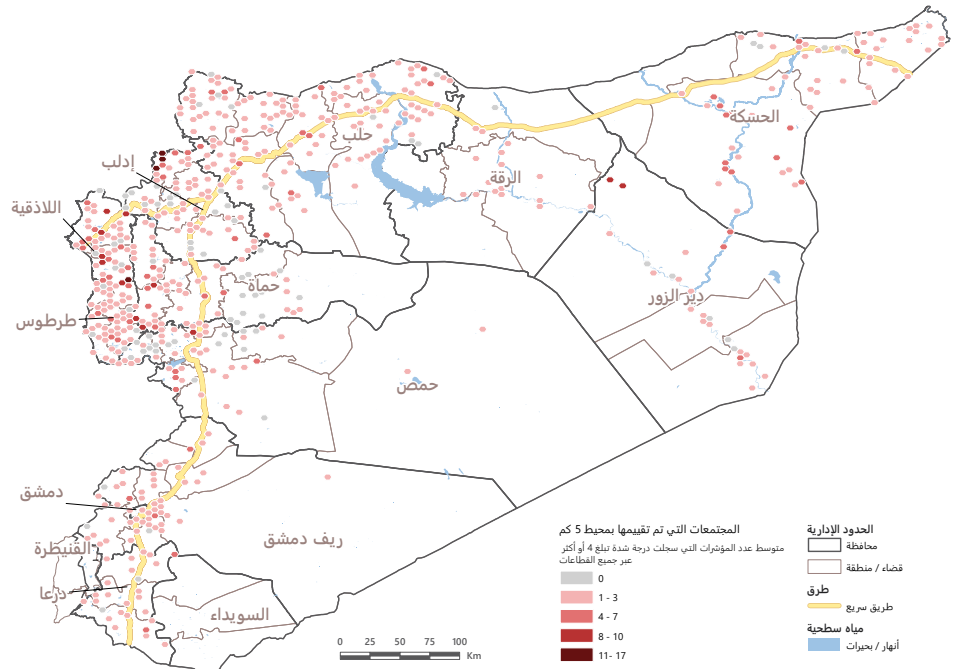 الحسكة
حلب
إدلب
الرقة
اللاذقية
حماة
دير الزور
طرطوس
حمص
دمشق
ريف دمشق
القنيطرة
درعا
السويداء
المجتمعات التي تم تقييمها بمحيط 5 كم
متوسط عدد المؤشرات التي سجلت درجة شدة تبلغ 4 أو أكثر
عبر جميع القطاعات
0
1 - 3
4 - 7
8 - 10
11- 17
الحدود الإدارية
محافظة
قضاء / منطقة
طرق
طريق سريع
مياه سطحية
أنهار / بحيرات
0 25 50 75 100
Km